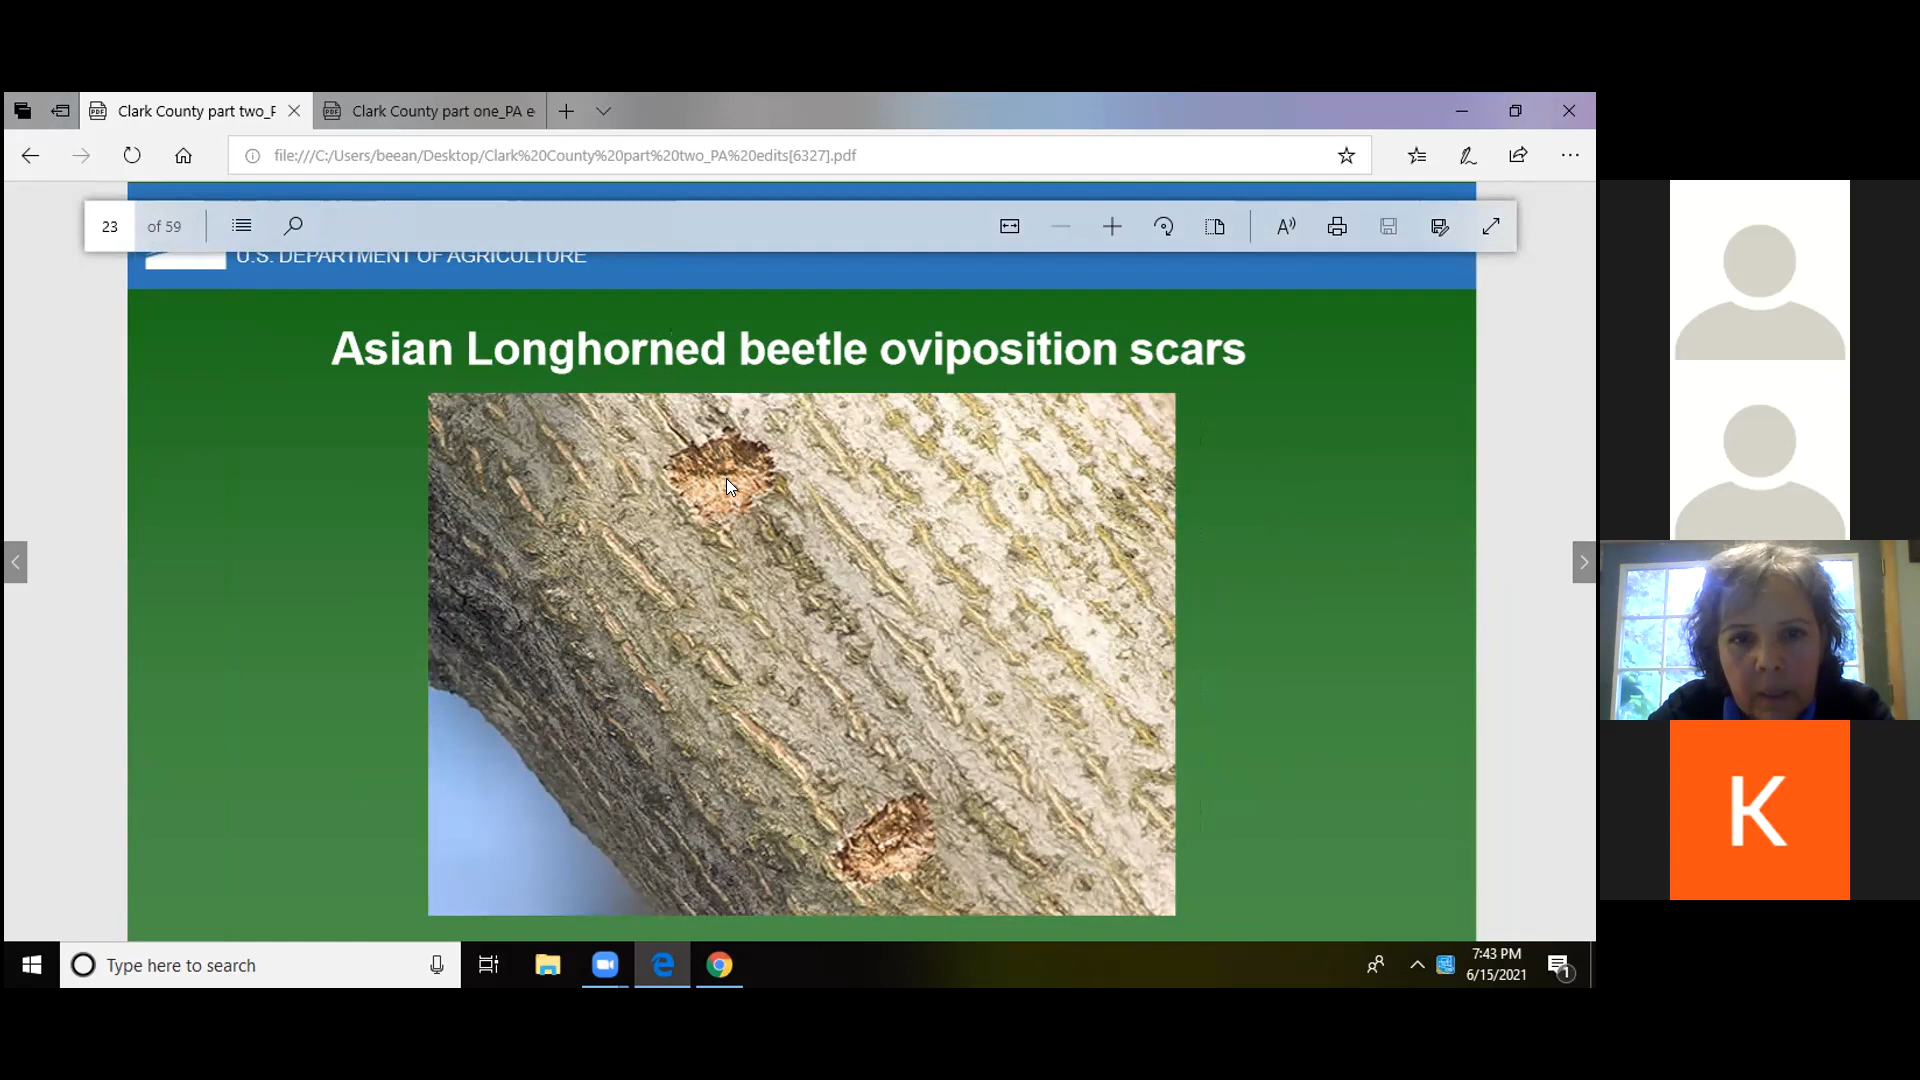 Clark County part two_F
Clark County part one_PA e
file:///C:/Users/beean/Desktop/Clark%20County%20part%20two_PA%20edits[6327].pdf
23 of 59
U.S. DEPARTMENT OF AGRICULTURE
Asian Longhorned beetle oviposition scars
K
Type here to search
7:43 PM
6/15/2021
1